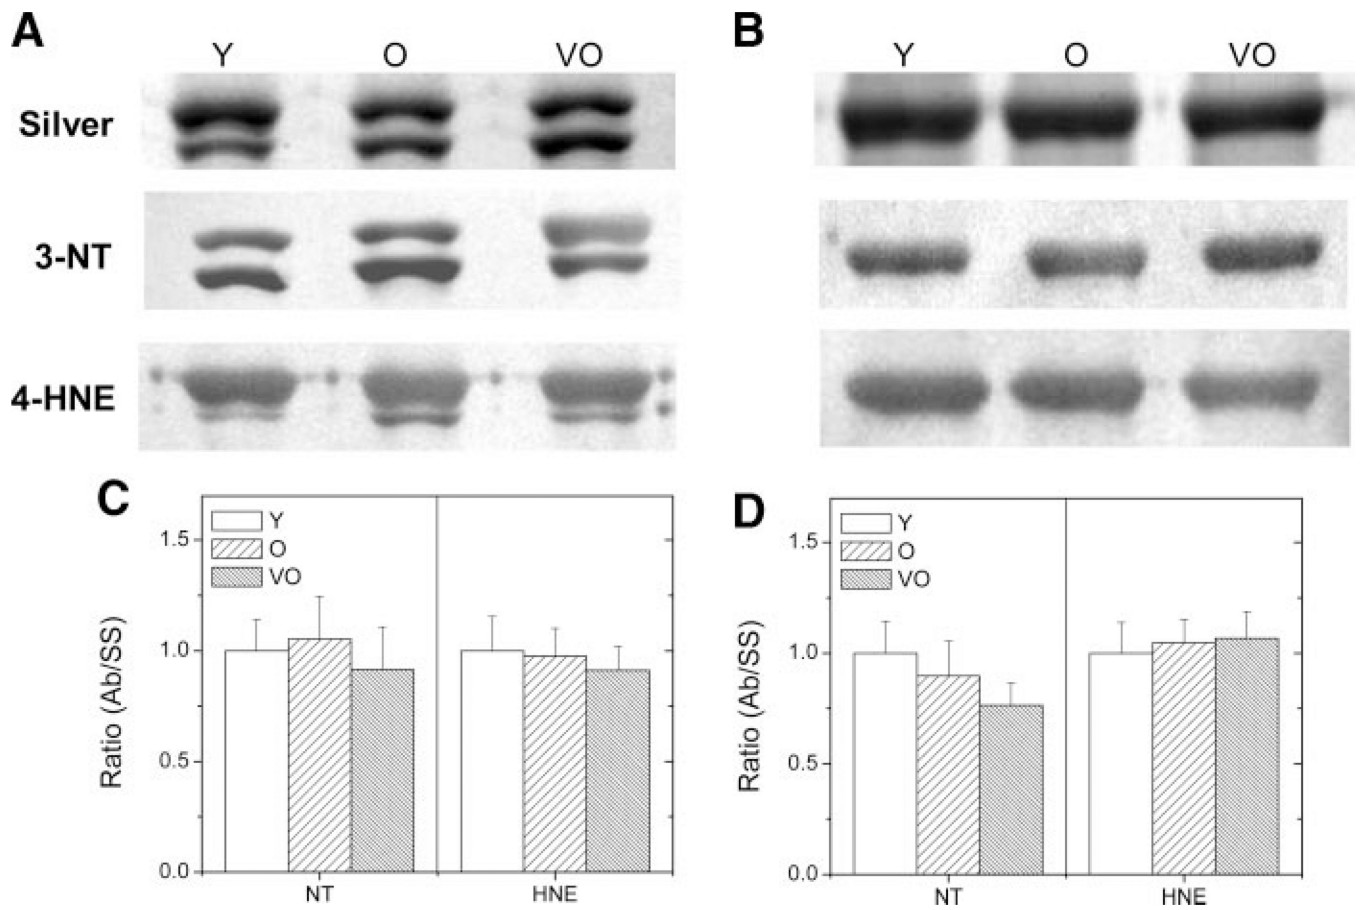 A
Y O VO
Silver
3-NT
4-HNE
B
Y O VO
C
Y
O
VO
Ratio (Ab/SS)
1.5
1.0
0.5
0.0
NT HNE
D
Y
O
VO
Ratio (Ab/SS)
1.5
1.0
0.5
0.0
NT HNE